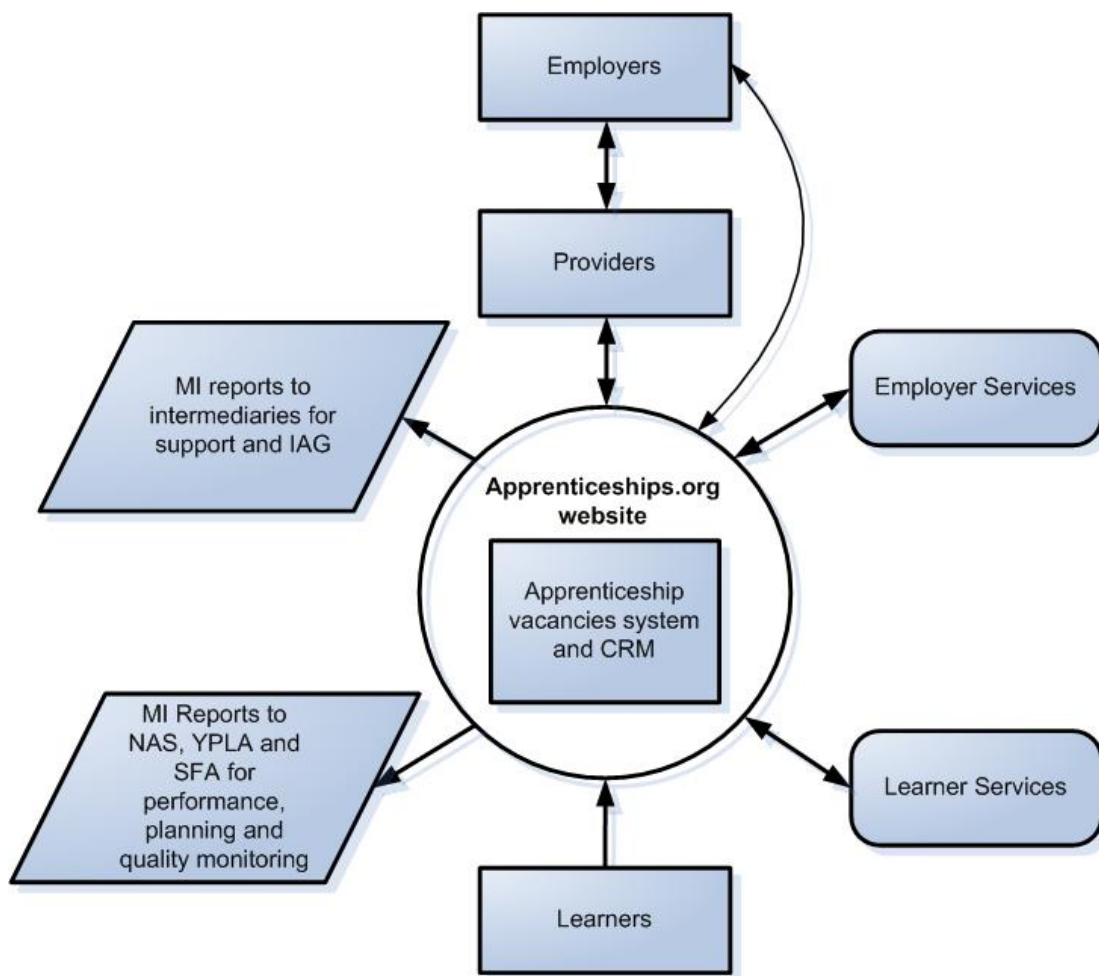 Employers
Providers
MI reports to
intermediaries for
support and IAG
Employer Services
Apprenticeships.org
website
Apprenticeship
vacancies system
and CRM
MI Reports to
NAS, YPLA and
SFA for
performance,
planning and
quality monitoring
Learner Services
Learners